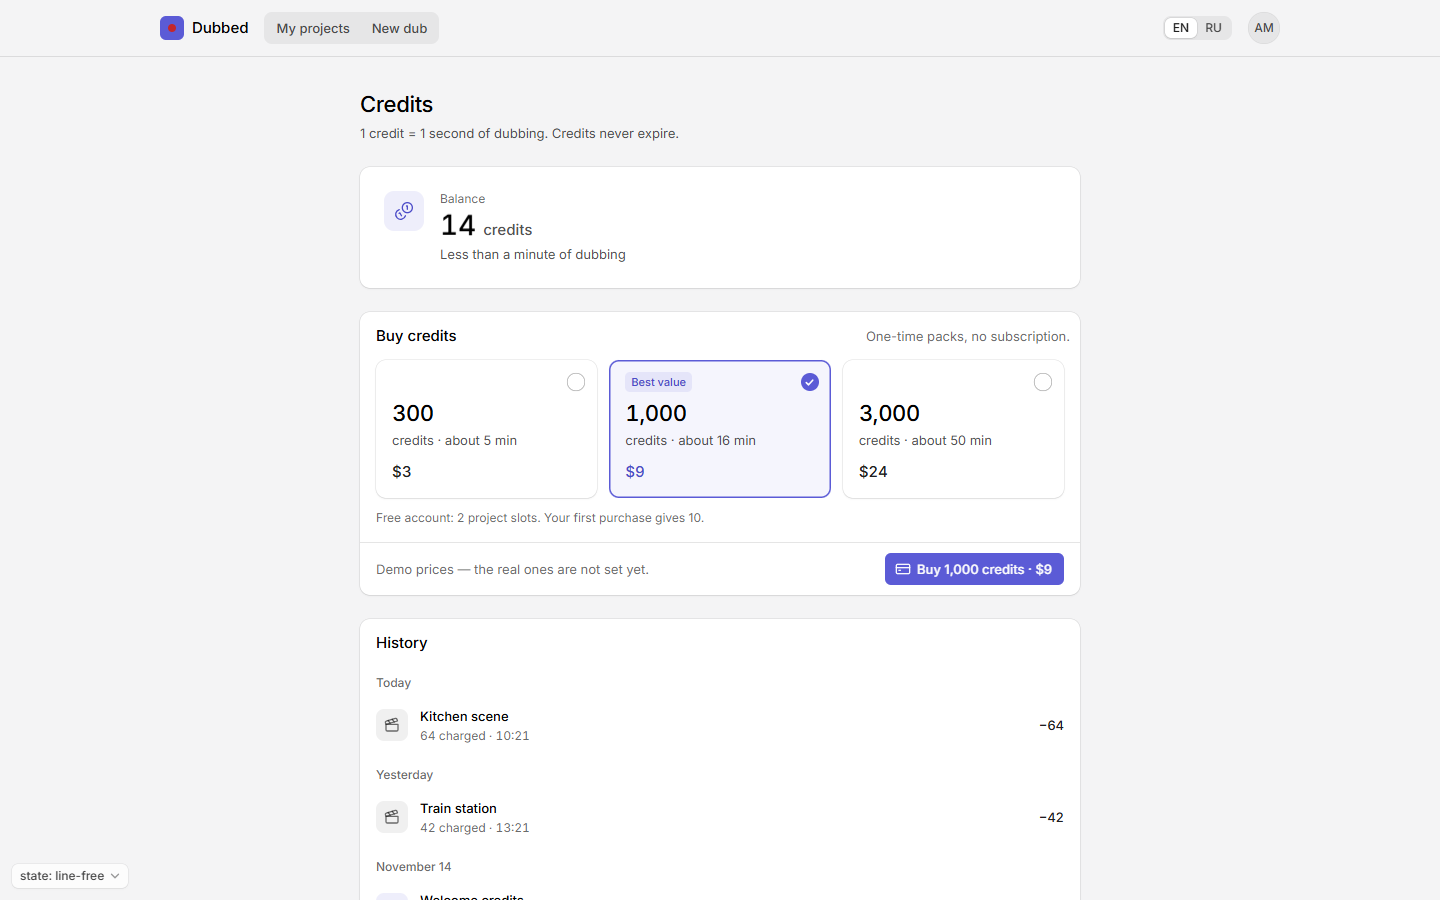 Dubbed
My projects
New dub
EN
RU
AM
Credits
1 credit = 1 second of dubbing. Credits never expire.
Balance
14 credits
Less than a minute of dubbing
Buy credits
One-time packs, no subscription.
300
credits · about 5 min
$3
Best value
1,000
credits · about 16 min
$9
3,000
credits · about 50 min
$24
Free account: 2 project slots. Your first purchase gives 10.
Demo prices — the real ones are not set yet.
Buy 1,000 credits · $9
History
Today
Kitchen scene
64 charged · 10:21
−64
Yesterday
Train station
42 charged · 13:21
−42
November 14
Welcome credits
state: line-free